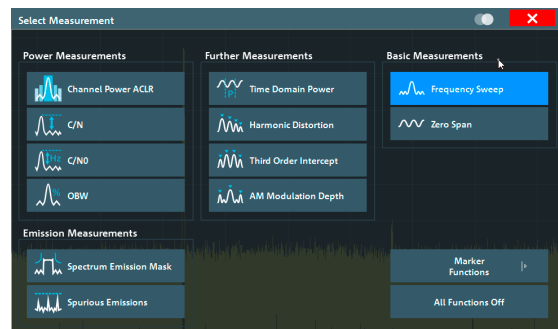 Select Measurement
Power Measurements
Channel Power ACLR
C/N
C/N0
OBW
Further Measurements
Time Domain Power
Harmonic Distortion
Third Order Intercept
AM Modulation Depth
Basic Measurements
Frequency Sweep
Zero Span
Emission Measurements
Spectrum Emission Mask
Spurious Emissions
Marker
Functions
All Functions Off
Hz
%
[P]